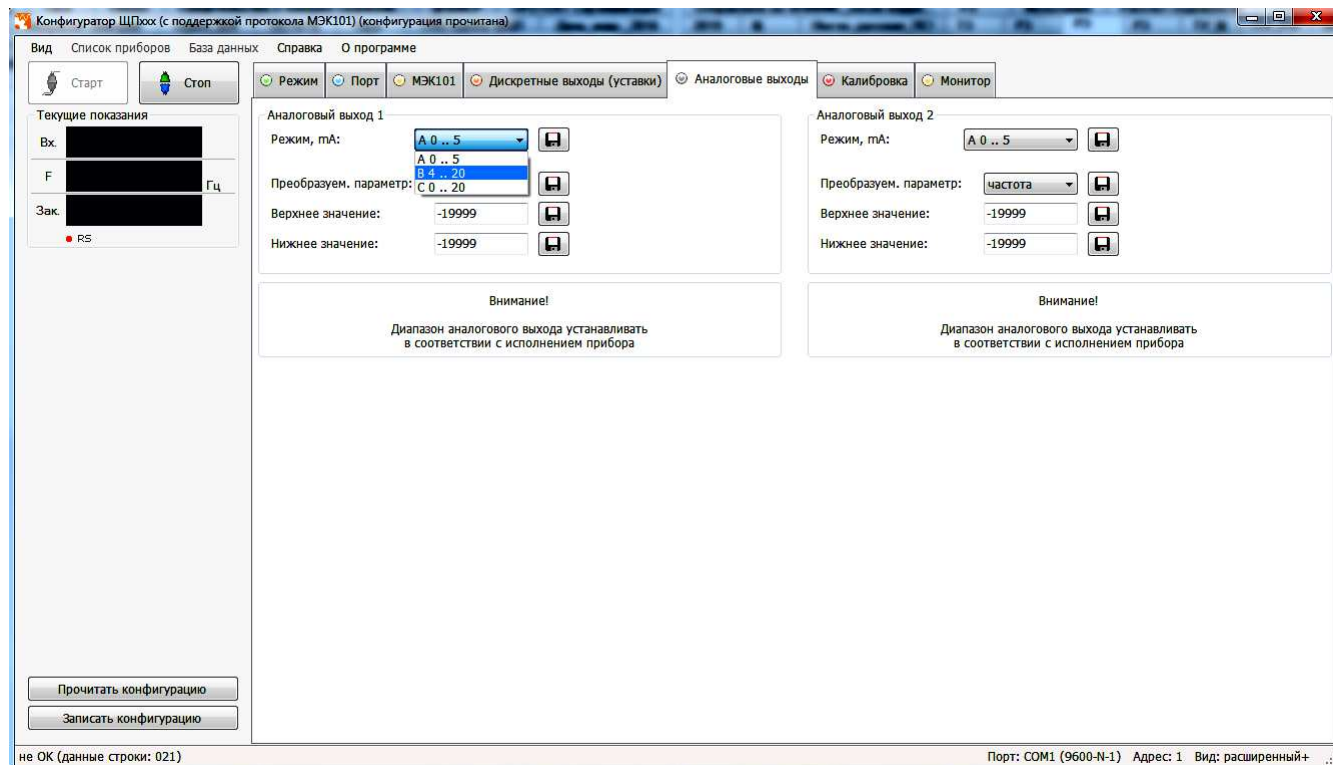 Конфигуратор ЩПxxx (с поддержкой протокола МЭК101) (конфигурация прочитана)
Вид Список приборов База данных Справка О программе
Старт Стоп
Режим Порт МЭК101 Дискретные выходы (уставки) Аналоговые выходы Калибровка Монитор
Текущие показания
Вх.
F Гц
Зак.
RS
Аналоговый выход 1
Режим, mA: A 0 .. 5
A 0 .. 5
B 4 .. 20
C 0 .. 20
Преобразуем. параметр:
Верхнее значение: -19999
Нижнее значение: -19999
Внимание!
Диапазон аналогового выхода устанавливать
в соответствии с исполнением прибора
Аналоговый выход 2
Режим, mA: A 0 .. 5
Преобразуем. параметр: частота
Верхнее значение: -19999
Нижнее значение: -19999
Внимание!
Диапазон аналогового выхода устанавливать
в соответствии с исполнением прибора
Прочитать конфигурацию
Записать конфигурацию
не OK (данные строки: 021) Порт: COM1 (9600-N-1) Адрес: 1 Вид: расширенный+